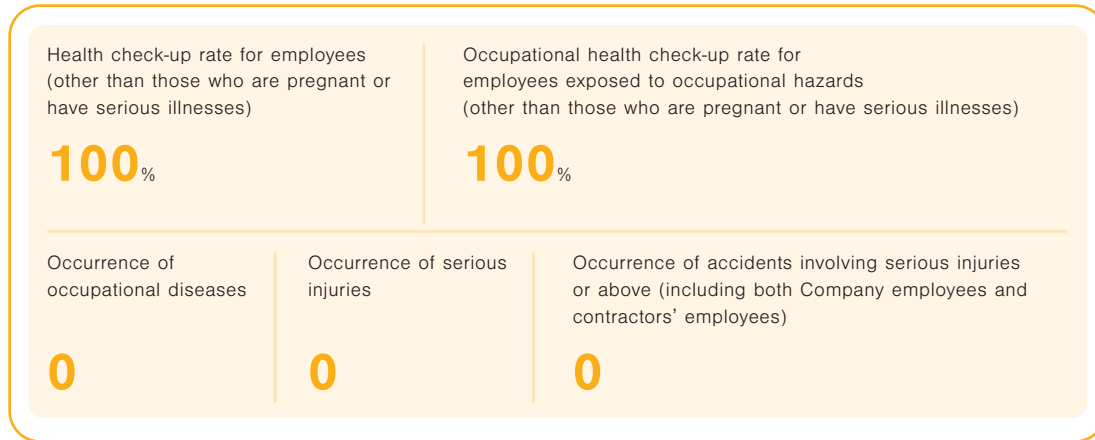 Health check-up rate for employees
(other than those who are pregnant or
have serious illnesses)
100%
Occupational health check-up rate for
employees exposed to occupational hazards
(other than those who are pregnant or have serious illnesses)
100%
Occurrence of
occupational diseases
0
Occurrence of serious
injuries
0
Occurrence of accidents involving serious injuries
or above (including both Company employees and
contractors’ employees)
0